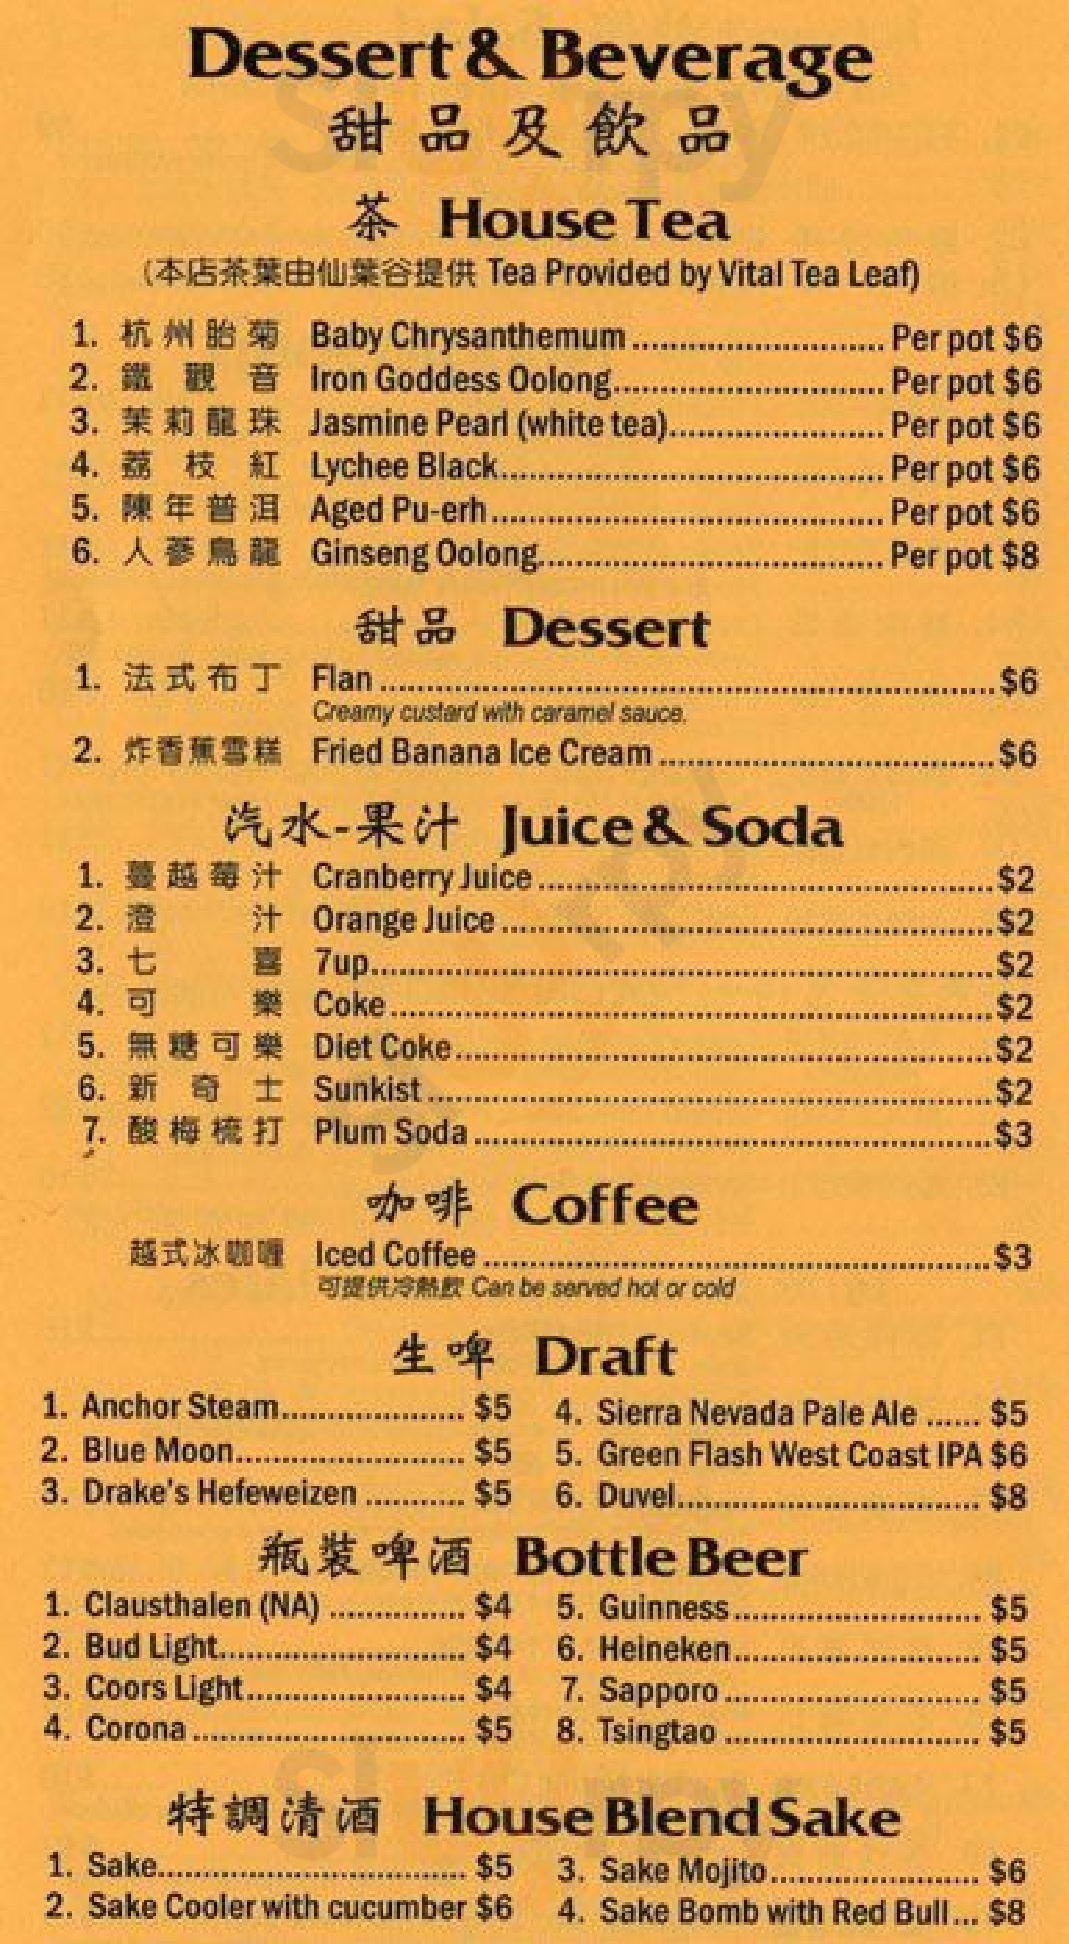 Dessert & Beverage
甜品及飲品
茶 House Tea
(本店茶葉由仙葉谷提供 Tea Provided by Vital Tea Leaf)
1. 杭州胎菊 Baby Chrysanthemum ........................... Per pot $6
2. 鐵觀音 Iron Goddess Oolong............................. Per pot $6
3. 茉莉龍珠 Jasmine Pearl (white tea)....................... Per pot $6
4. 荔枝紅 Lychee Black......................................... Per pot $6
5. 陳年普洱 Aged Pu-erh .......................................... Per pot $6
6. 人蔘烏龍 Ginseng Oolong..................................... Per pot $8
甜品 Dessert
1. 法式布丁 Flan .................................................................. $6
Creamy custard with caramel sauce.
2. 炸香蕉雪糕 Fried Banana Ice Cream .................................... $6
汽水-果汁 Juice & Soda
1. 蔓越莓汁 Cranberry Juice ................................................. $2
2. 澄汁 Orange Juice ..................................................... $2
3. 七喜 7up................................................................... $2
4. 可樂 Coke ................................................................. $2
5. 無糖可樂 Diet Coke.......................................................... $2
6. 新奇士 Sunkist ............................................................. $2
7. 酸梅梳打 Plum Soda ........................................................ $3
咖啡 Coffee
越式冰咖喱 Iced Coffee ....................................................... $3
可提供冷熱飲 Can be served hot or cold
生啤 Draft
1. Anchor Steam.................... $5
2. Blue Moon......................... $5
3. Drake's Hefeweizen ........... $5
4. Sierra Nevada Pale Ale ...... $5
5. Green Flash West Coast IPA $6
6. Duvel................................. $8
瓶裝啤酒 Bottle Beer
1. Clausthalen (NA) ............... $4
2. Bud Light........................... $4
3. Coors Light........................ $4
4. Corona .............................. $5
5. Guinness........................... $5
6. Heineken........................... $5
7. Sapporo ............................ $5
8. Tsingtao ............................ $5
特調清酒 House Blend Sake
1. Sake.................................. $5
2. Sake Cooler with cucumber $6
3. Sake Mojito....................... $6
4. Sake Bomb with Red Bull... $8